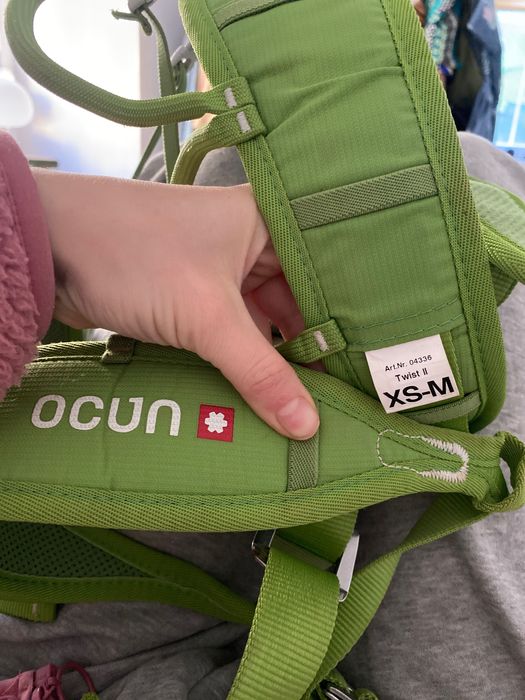 Art.Nr. 04336
Twist II
XS-M
OCUN